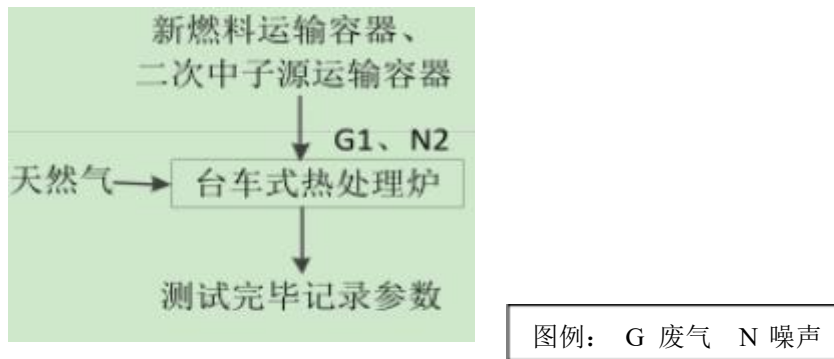 新燃料运输容器、
二次中子源运输容器
G1、N2
天然气
台车式热处理炉
测试完毕记录参数
图例： G 废气 N 噪声